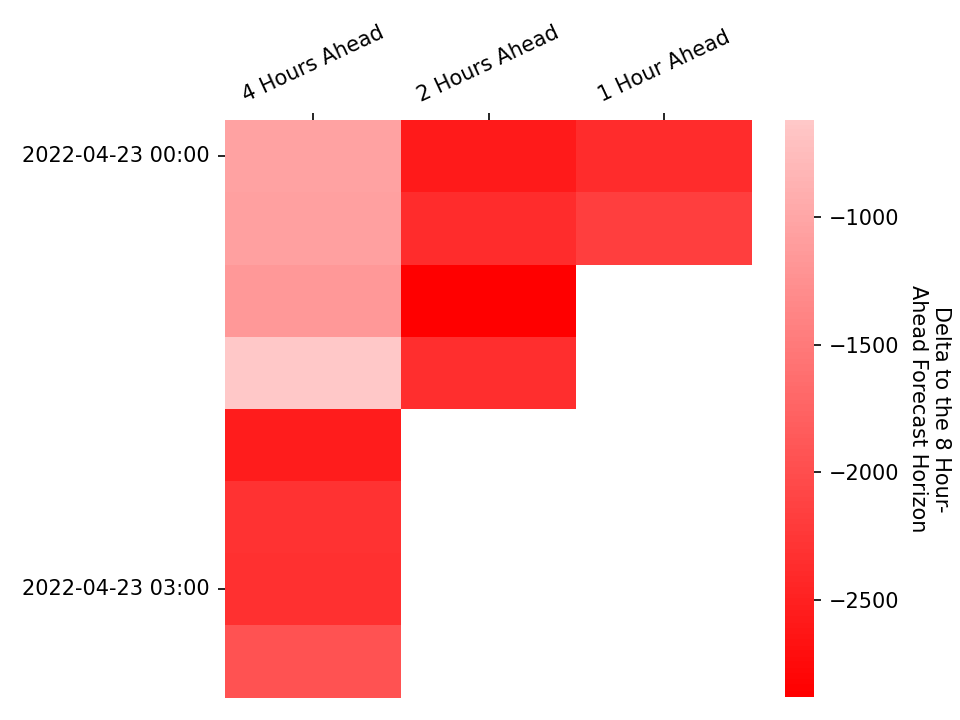 4 Hours Ahead
2 Hours Ahead
1 Hour Ahead
2022-04-23 00:00
2022-04-23 03:00
−1000
−1500
−2000
−2500
Delta to the 8 Hour-
Ahead Forecast Horizon